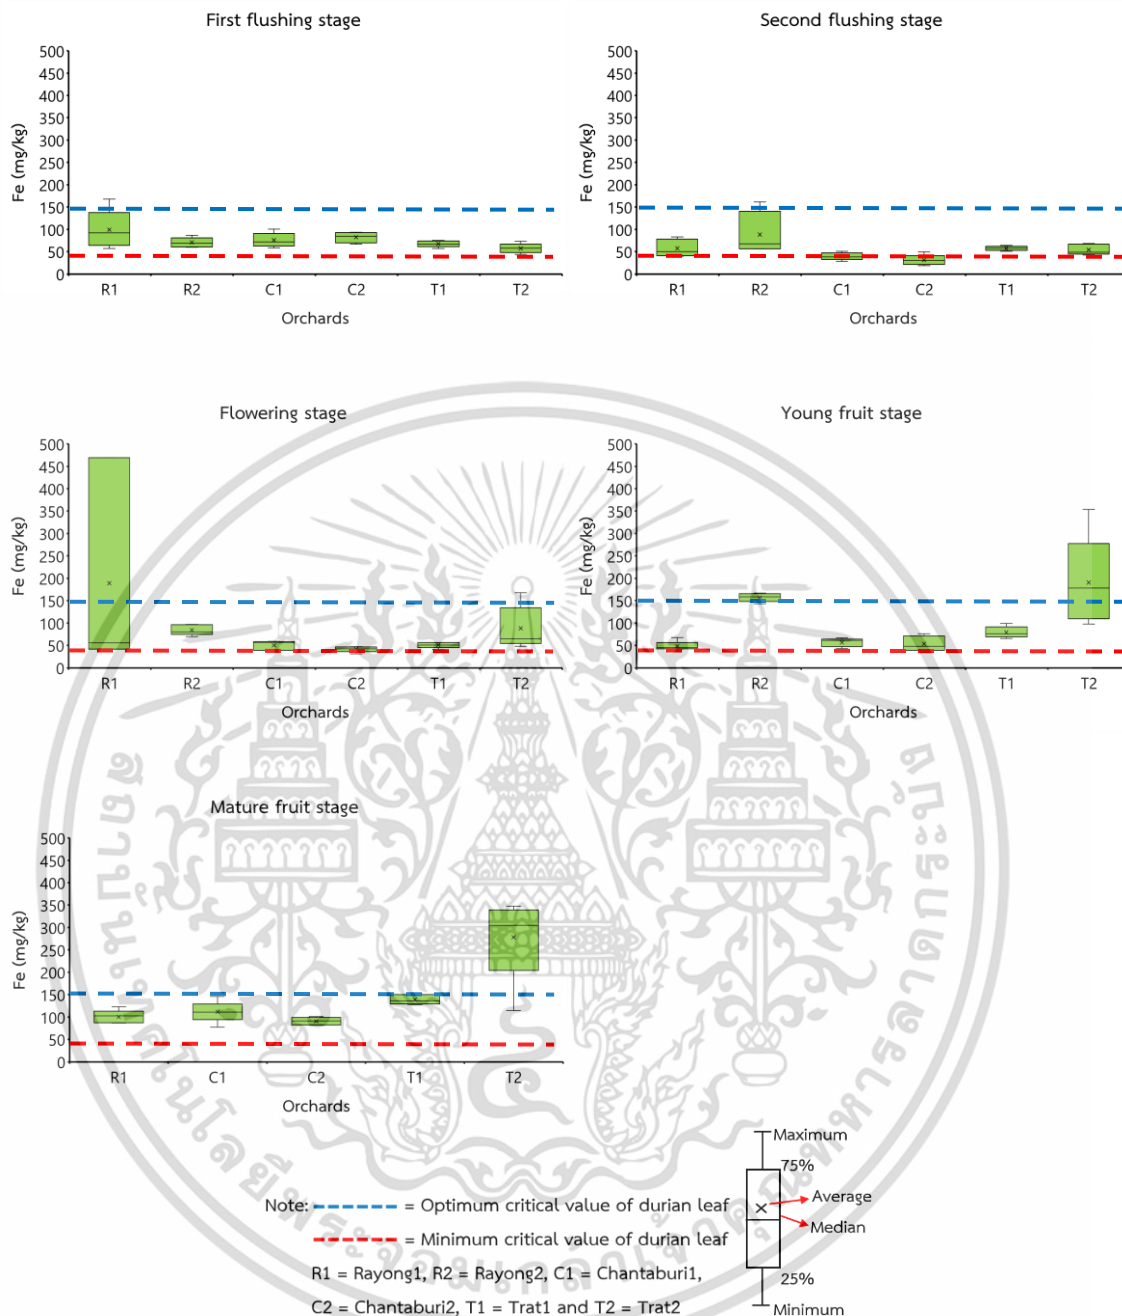 First flushing stage
Second flushing stage
500
450
400
350
300
250
200
150
100
50
0
Fe (mg/kg)
R1 R2 C1 C2 T1 T2
Orchards
500
450
400
350
300
250
200
150
100
50
0
Fe (mg/kg)
R1 R2 C1 C2 T1 T2
Orchards
Flowering stage
Young fruit stage
500
450
400
350
300
250
200
150
100
50
0
Fe (mg/kg)
R1 R2 C1 C2 T1 T2
Orchards
500
450
400
350
300
250
200
150
100
50
0
Fe (mg/kg)
R1 R2 C1 C2 T1 T2
Orchards
Mature fruit stage
500
450
400
350
300
250
200
150
100
50
0
Fe (mg/kg)
R1 C1 C2 T1 T2
Orchards
Maximum
75%
Average
Median
25%
Minimum
Note: = Optimum critical value of durian leaf
= Minimum critical value of durian leaf
R1 = Rayong1, R2 = Rayong2, C1 = Chantaburi1,
C2 = Chantaburi2, T1 = Trat1 and T2 = Trat2